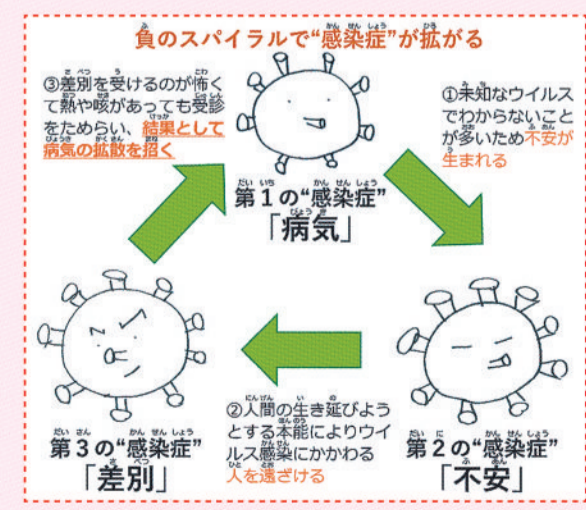 負のスパイラルで“感染症”が拡がる
③差別を受けるのが怖く
て熱や咳があっても受診
をためらい、結果として
病気の拡散を招く
①未知なウイルス
でわからないこと
が多いため不安が
生まれる
第1の“感染症”
「病気」
②人間の生き延びよう
とする本能によりウイ
ルス感染にかかわる
人を遠ざける
第3の“感染症”
「差別」
第2の“感染症”
「不安」